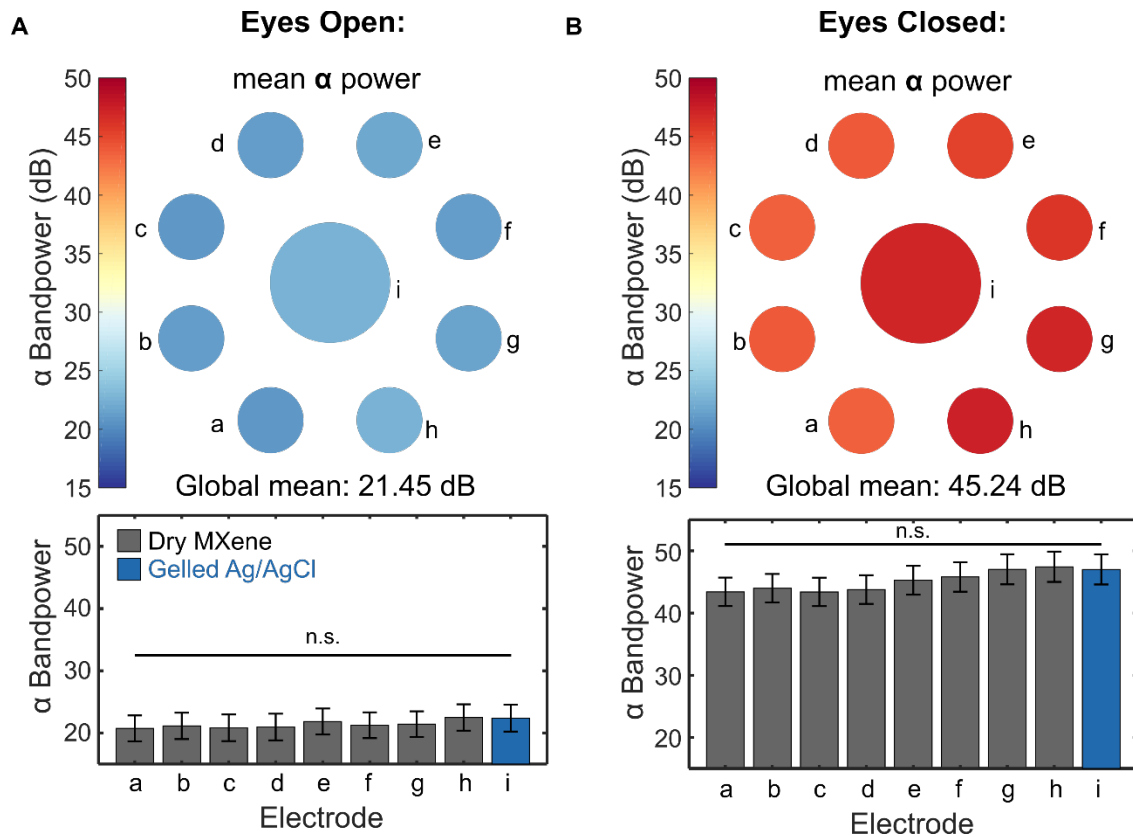 A
Eyes Open:
mean α power
50
45
40
35
30
25
20
15
α Bandpower (dB)
d
e
c
f
i
b
g
a
h
Global mean: 21.45 dB
Dry MXene
Gelled Ag/AgCl
n.s.
50
40
30
20
α Bandpower
a b c d e f g h i
Electrode
B
Eyes Closed:
mean α power
50
45
40
35
30
25
20
15
α Bandpower (dB)
d
e
c
f
i
b
g
a
h
Global mean: 45.24 dB
n.s.
50
40
30
20
α Bandpower
a b c d e f g h i
Electrode